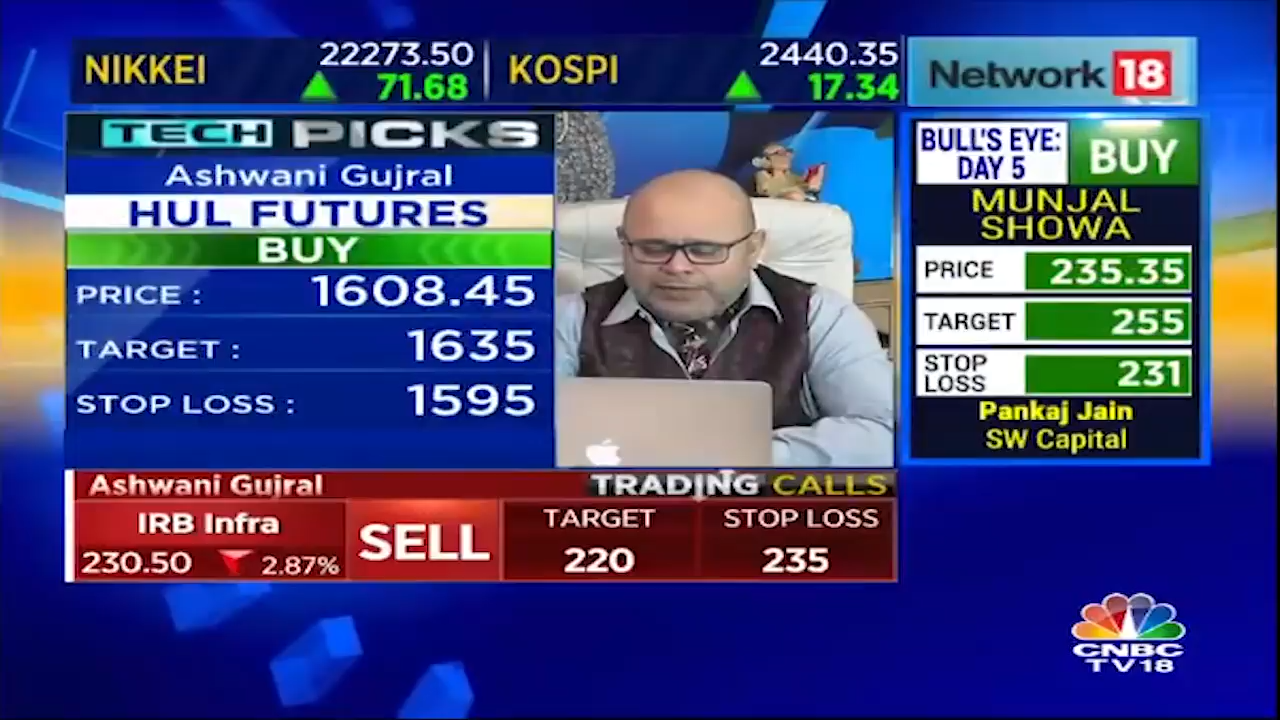 NIKKEI 22273.50
71.68
KOSPI 2440.35
17.34
Network 18
TECH PICKS
Ashwani Gujral
HUL FUTURES
BUY
PRICE : 1608.45
TARGET : 1635
STOP LOSS : 1595
BULL'S EYE:
DAY 5
BUY
MUNJAL
SHOWA
PRICE 235.35
TARGET 255
STOP
LOSS 231
Pankaj Jain
SW Capital
Ashwani Gujral TRADING CALLS
IRB Infra
230.50 2.87%
SELL
TARGET
220
STOP LOSS
235
CNBC
TV18